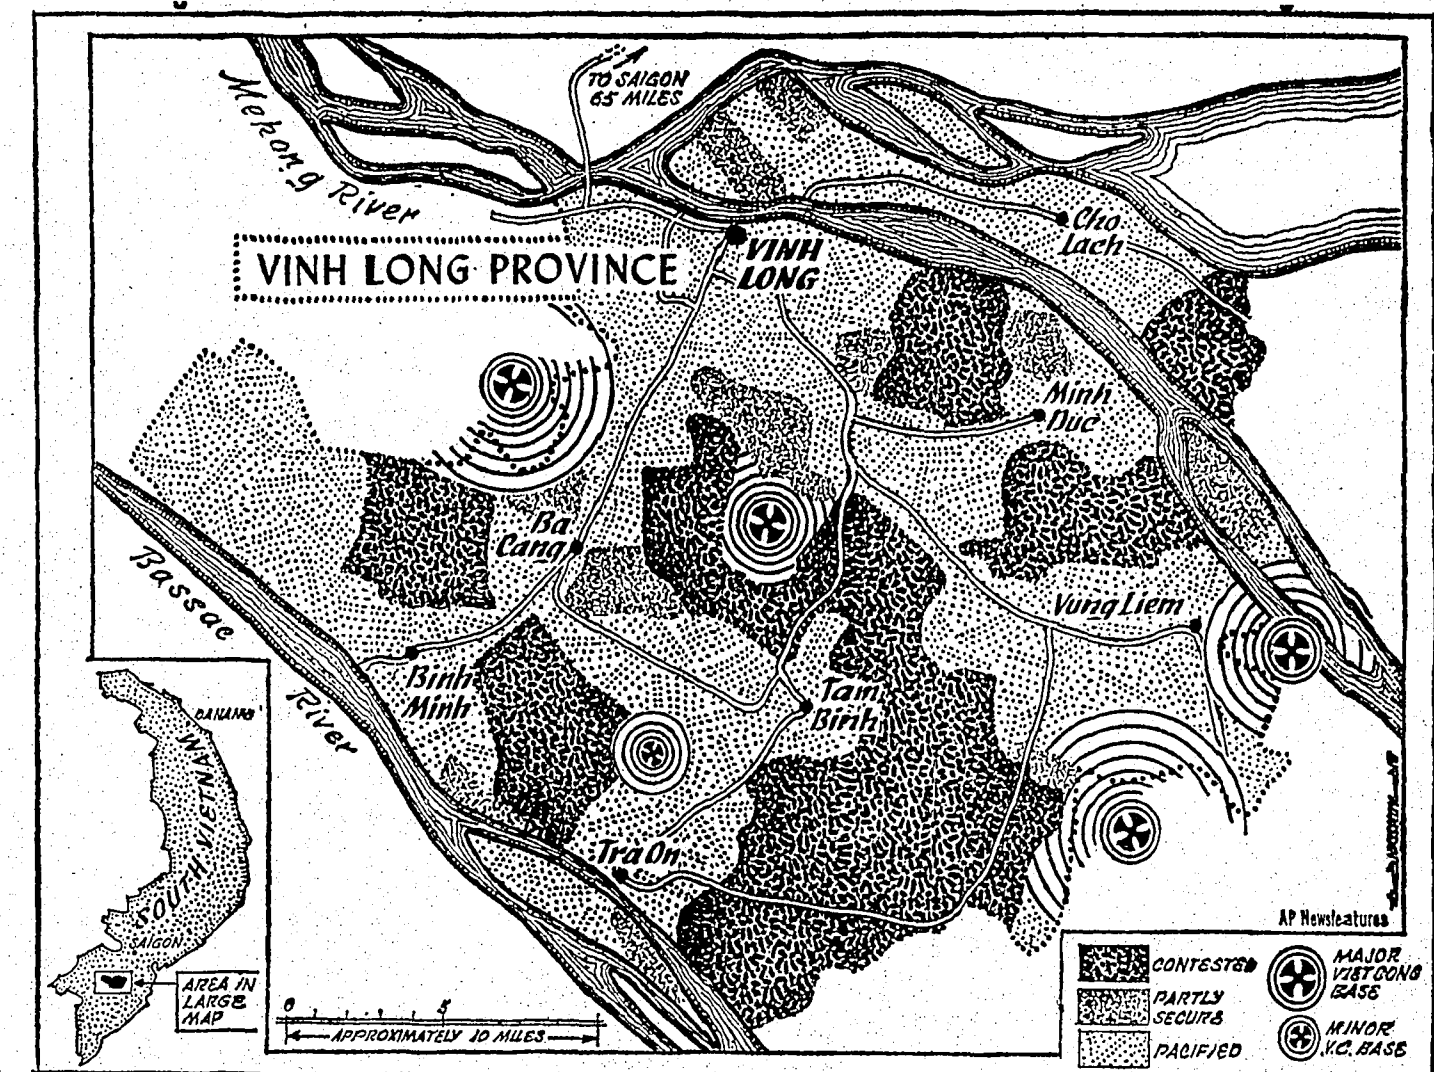 TO SAIGON
65 MILES
Mekong River
VINH LONG PROVINCE
VINH
LONG
Cho
Lach
Minh
Duc
Ba
Cang
Vung Liem
Bassac
River
Binh
Minh
Tam
Binh
Tra On
DANANG
SOUTH VIETNAM
SAIGON
AREA IN
LARGE
MAP
0 5
APPROXIMATELY 10 MILES
AP Newsfeatures
CONTESTED
PARTLY
SECURE
PACIFIED
MAJOR
VIET CONG
BASE
MINOR
V.C. BASE